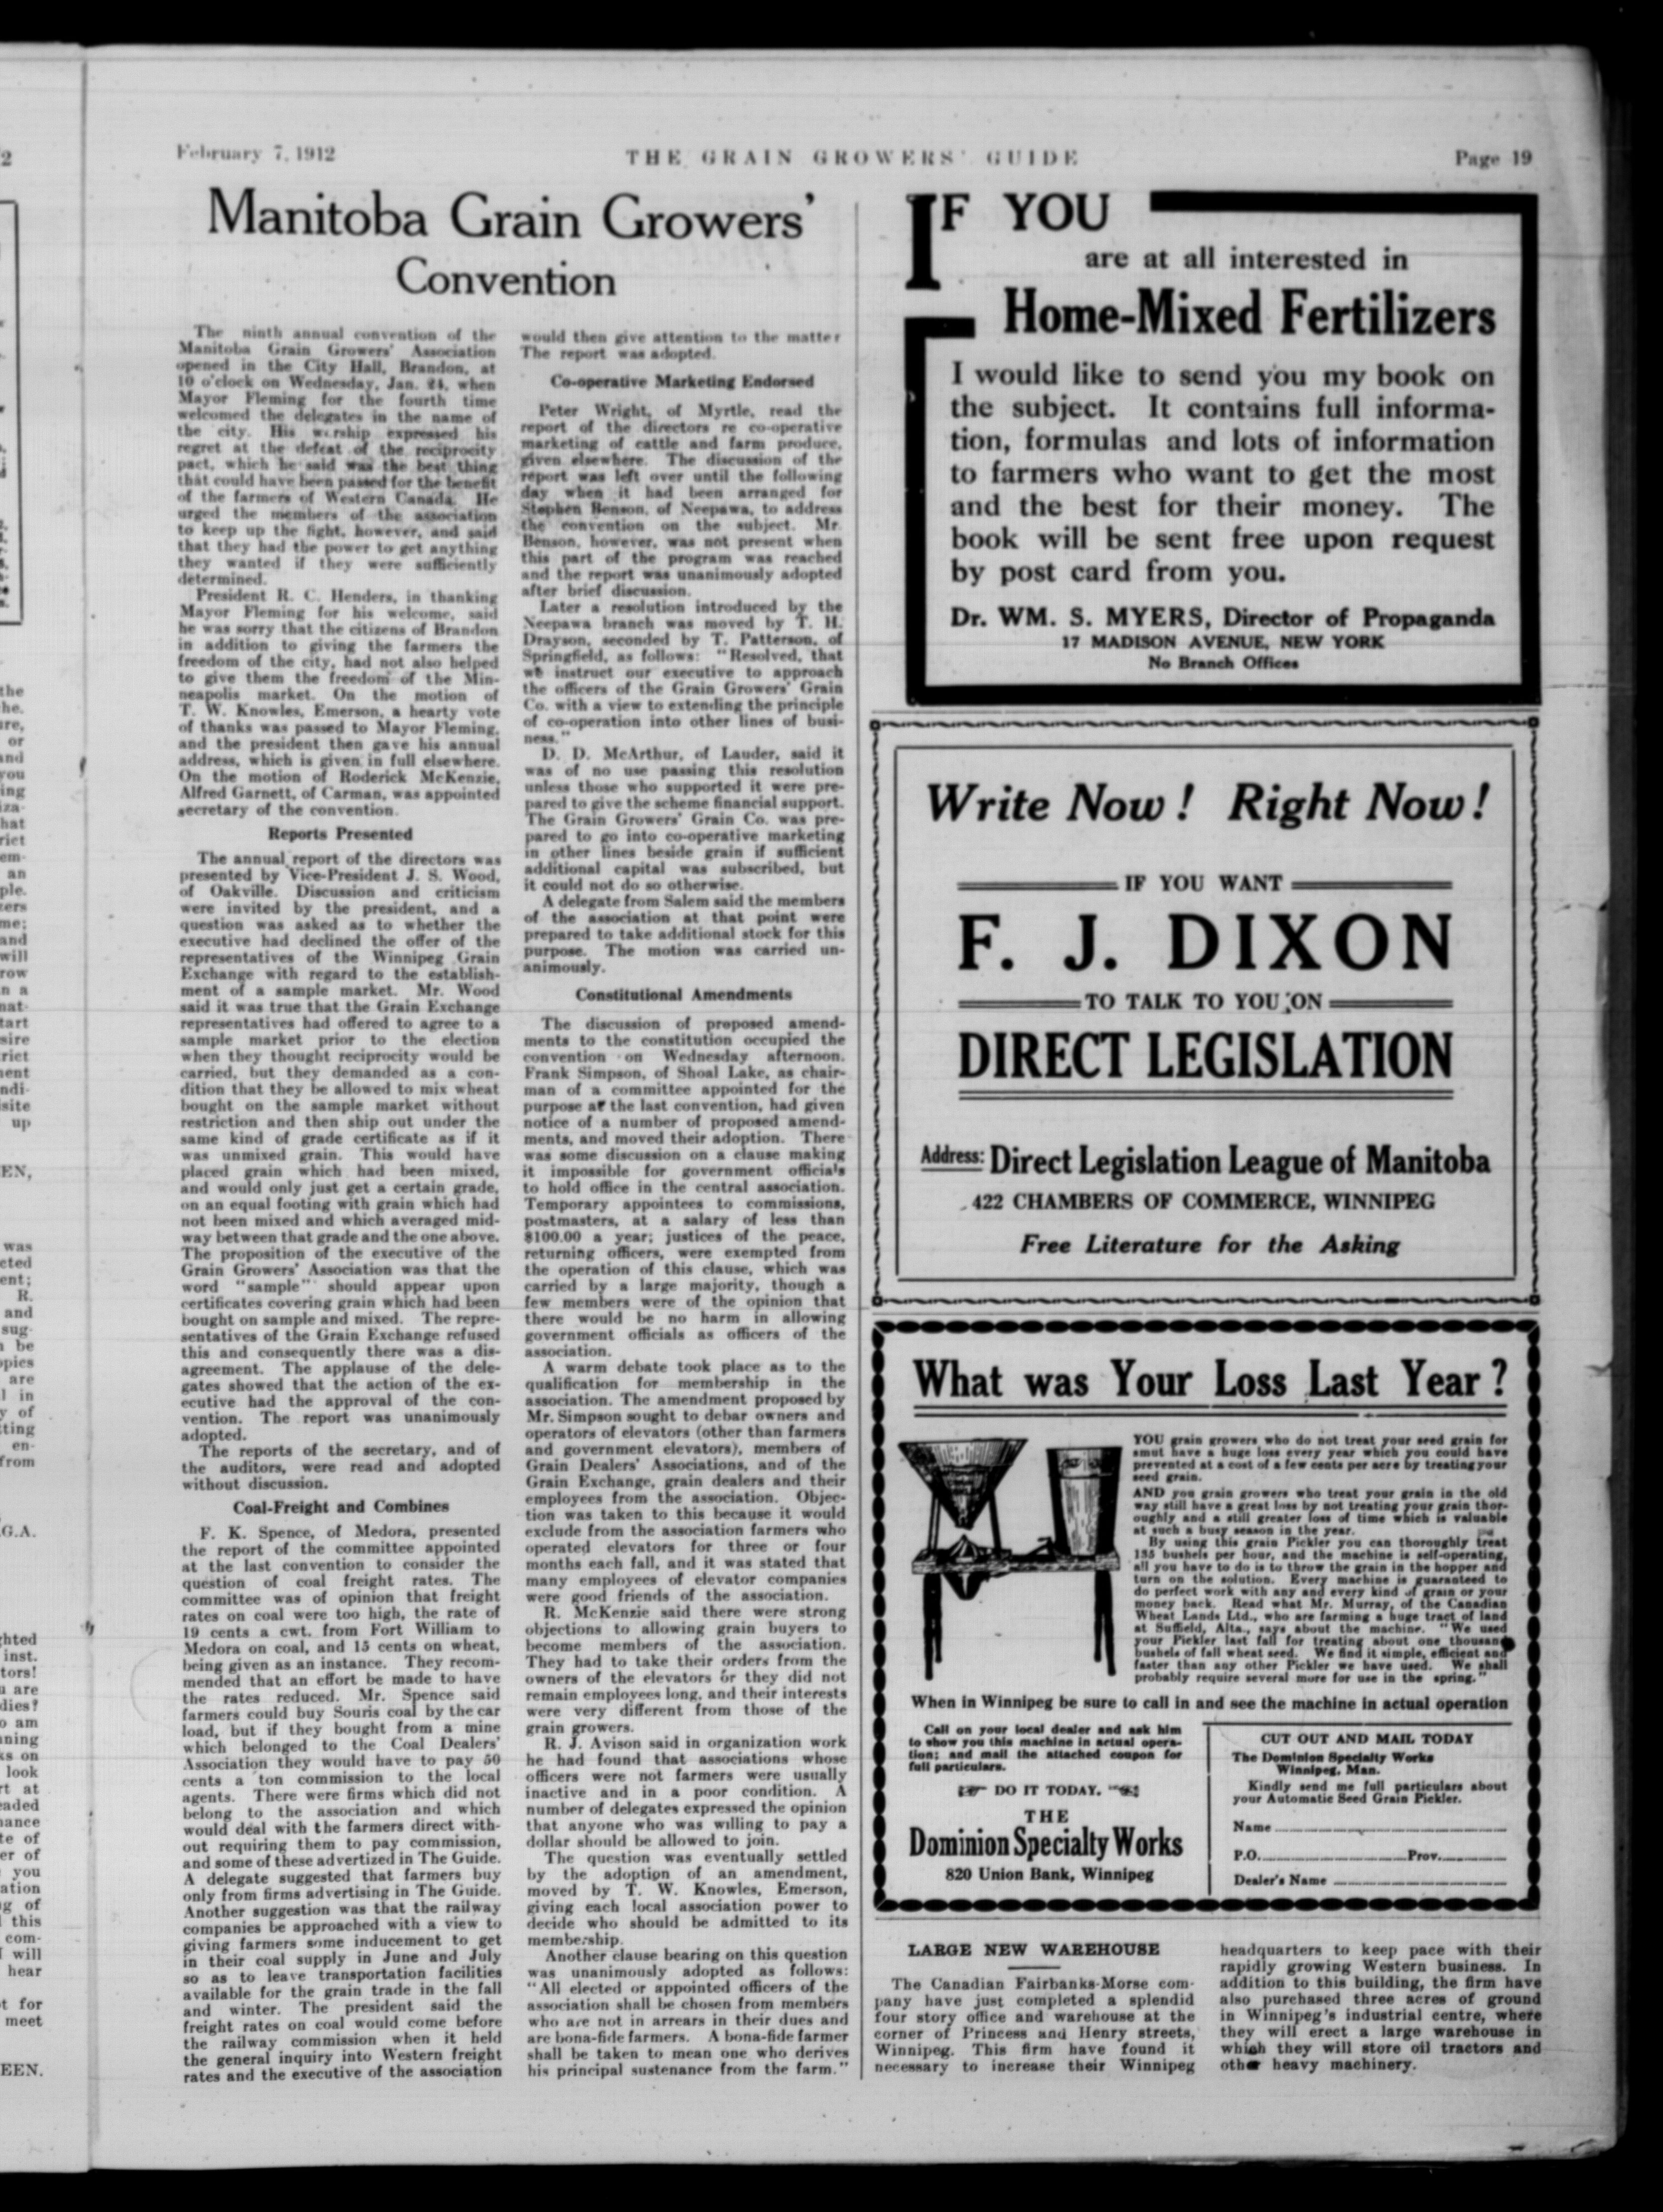 February 7, 1912
THE GRAIN GROWERS' GUIDE
Page 19
Manitoba Grain Growers'
Convention
The ninth annual convention of the
Manitoba Grain Growers' Association
opened in the City Hall, Brandon, at
10 o'clock on Wednesday, Jan. 24, when
Mayor Fleming for the fourth time
welcomed the delegates in the name of
the city. His worship expressed his
regret at the defeat of the reciprocity
pact, which he said was the best thing
that could have been passed for the benefit
of the farmers of Western Canada. He
urged the members of the association
to keep up the fight, however, and said
that they had the power to get anything
they wanted if they were sufficiently
determined.
President R. C. Henders, in thanking
Mayor Fleming for his welcome, said
he was sorry that the citizens of Brandon
in addition to giving the farmers the
freedom of the city, had not also helped
to give them the freedom of the Min-
neapolis market. On the motion of
T. W. Knowles, Emerson, a hearty vote
of thanks was passed to Mayor Fleming,
and the president then gave his annual
address, which is given in full elsewhere.
On the motion of Roderick McKenzie,
Alfred Garnett, of Carman, was appointed
secretary of the convention.
Reports Presented
The annual report of the directors was
presented by Vice-President J. S. Wood,
of Oakville. Discussion and criticism
were invited by the president, and a
question was asked as to whether the
executive had declined the offer of the
representatives of the Winnipeg Grain
Exchange with regard to the establish-
ment of a sample market. Mr. Wood
said it was true that the Grain Exchange
representatives had offered to agree to a
sample market prior to the election
when they thought reciprocity would be
carried, but they demanded as a con-
dition that they be allowed to mix wheat
bought on the sample market without
restriction and then ship out under the
same kind of grade certificate as if it
was unmixed grain. This would have
placed grain which had been mixed,
and would only just get a certain grade,
on an equal footing with grain which had
not been mixed and which averaged mid-
way between that grade and the one above.
The proposition of the executive of the
Grain Growers' Association was that the
word "sample" should appear upon
certificates covering grain which had been
bought on sample and mixed. The repre-
sentatives of the Grain Exchange refused
this and consequently there was a dis-
agreement. The applause of the dele-
gates showed that the action of the ex-
ecutive had the approval of the con-
vention. The report was unanimously
adopted.
The reports of the secretary, and of
the auditors, were read and adopted
without discussion.
Coal-Freight and Combines
F. K. Spence, of Medora, presented
the report of the committee appointed
at the last convention to consider the
question of coal freight rates. The
committee was of opinion that freight
rates on coal were too high, the rate of
19 cents a cwt. from Fort William to
Medora on coal, and 15 cents on wheat,
being given as an instance. They recom-
mended that an effort be made to have
the rates reduced. Mr. Spence said
farmers could buy Souris coal by the car
load, but if they bought from a mine
which belonged to the Coal Dealers'
Association they would have to pay 50
cents a ton commission to the local
agents. There were firms which did not
belong to the association and which
would deal with the farmers direct with-
out requiring them to pay commission,
and some of these advertized in The Guide.
A delegate suggested that farmers buy
only from firms advertising in The Guide.
Another suggestion was that the railway
companies be approached with a view to
giving farmers some inducement to get
in their coal supply in June and July
so as to leave transportation facilities
available for the grain trade in the fall
and winter. The president said the
freight rates on coal would come before
the railway commission when it held
the general inquiry into Western freight
rates and the executive of the association
would then give attention to the matter
The report was adopted.
Co-operative Marketing Endorsed
Peter Wright, of Myrtle, read the
report of the directors re co-operative
marketing of cattle and farm produce,
given elsewhere. The discussion of the
report was left over until the following
day when it had been arranged for
Stephen Benson, of Neepawa, to address
the convention on the subject. Mr.
Benson, however, was not present when
this part of the program was reached
and the report was unanimously adopted
after brief discussion.
Later a resolution introduced by the
Neepawa branch was moved by T. H.
Drayson, seconded by T. Patterson, of
Springfield, as follows: "Resolved, that
we instruct our executive to approach
the officers of the Grain Growers' Grain
Co. with a view to extending the principle
of co-operation into other lines of busi-
ness."
D. D. McArthur, of Lauder, said it
was of no use passing this resolution
unless those who supported it were pre-
pared to give the scheme financial support.
The Grain Growers' Grain Co. was pre-
pared to go into co-operative marketing
in other lines beside grain if sufficient
additional capital was subscribed, but
it could not do so otherwise.
A delegate from Salem said the members
of the association at that point were
prepared to take additional stock for this
purpose. The motion was carried un-
animously.
Constitutional Amendments
The discussion of proposed amend-
ments to the constitution occupied the
convention on Wednesday afternoon.
Frank Simpson, of Shoal Lake, as chair-
man of a committee appointed for the
purpose at the last convention, had given
notice of a number of proposed amend-
ments, and moved their adoption. There
was some discussion on a clause making
it impossible for government officials
to hold office in the central association.
Temporary appointees to commissions,
postmasters, at a salary of less than
$100.00 a year; justices of the peace,
returning officers, were exempted from
the operation of this clause, which was
carried by a large majority, though a
few members were of the opinion that
there would be no harm in allowing
government officials as officers of the
association.
A warm debate took place as to the
qualification for membership in the
association. The amendment proposed by
Mr. Simpson sought to debar owners and
operators of elevators (other than farmers
and government elevators), members of
Grain Dealers' Associations, and of the
Grain Exchange, grain dealers and their
employees from the association. Objec-
tion was taken to this because it would
exclude from the association farmers who
operated elevators for three or four
months each fall, and it was stated that
many employees of elevator companies
were good friends of the association.
R. McKenzie said there were strong
objections to allowing grain buyers to
become members of the association.
They had to take their orders from the
owners of the elevators or they did not
remain employees long, and their interests
were very different from those of the
grain growers.
R. J. Avison said in organization work
he had found that associations whose
officers were not farmers were usually
inactive and in a poor condition. A
number of delegates expressed the opinion
that anyone who was willing to pay a
dollar should be allowed to join.
The question was eventually settled
by the adoption of an amendment,
moved by T. W. Knowles, Emerson,
giving each local association power to
decide who should be admitted to its
membership.
Another clause bearing on this question
was unanimously adopted as follows:
"All elected or appointed officers of the
association shall be chosen from members
who are not in arrears in their dues and
are bona-fide farmers. A bona-fide farmer
shall be taken to mean one who derives
his principal sustenance from the farm."
IF YOU
are at all interested in
Home-Mixed Fertilizers
I would like to send you my book on
the subject. It contains full informa-
tion, formulas and lots of information
to farmers who want to get the most
and the best for their money. The
book will be sent free upon request
by post card from you.
Dr. WM. S. MYERS, Director of Propaganda
17 MADISON AVENUE, NEW YORK
No Branch Offices
Write Now! Right Now!
IF YOU WANT
F. J. DIXON
TO TALK TO YOU ON
DIRECT LEGISLATION
Address: Direct Legislation League of Manitoba
422 CHAMBERS OF COMMERCE, WINNIPEG
Free Literature for the Asking
What was Your Loss Last Year?
YOU grain growers who do not treat your seed grain for
smut have a huge loss every year which you could have
prevented at a cost of a few cents per acre by treating your
seed grain.
AND you grain growers who treat your grain in the old
way still have a great loss by not treating your grain thor-
oughly and a still greater loss of time which is valuable
at such a busy season in the year.
By using this grain Pickler you can thoroughly treat
135 bushels per hour, and the machine is self-operating,
all you have to do is to throw the grain in the hopper and
turn on the solution. Every machine is guaranteed to
do perfect work with any and every kind of grain or your
money back. Read what Mr. Murray, of the Canadian
Wheat Lands Ltd., who are farming a huge tract of land
at Suffield, Alta., says about the machine. "We used
your Pickler last fall for treating about one thousand
bushels of fall wheat seed. We find it simple, efficient and
faster than any other Pickler we have used. We shall
probably require several more for use in the spring."
When in Winnipeg be sure to call in and see the machine in actual operation
Call on your local dealer and ask him
to show you this machine in actual opera-
tion; and mail the attached coupon for
full particulars.
DO IT TODAY.
THE
Dominion Specialty Works
820 Union Bank, Winnipeg
CUT OUT AND MAIL TODAY
The Dominion Specialty Works
Winnipeg, Man.
Kindly send me full particulars about
your Automatic Seed Grain Pickler.
Name
P.O. Prov.
Dealer's Name
LARGE NEW WAREHOUSE
The Canadian Fairbanks-Morse com-
pany have just completed a splendid
four story office and warehouse at the
corner of Princess and Henry streets,
Winnipeg. This firm have found it
necessary to increase their Winnipeg
headquarters to keep pace with their
rapidly growing Western business. In
addition to this building, the firm have
also purchased three acres of ground
in Winnipeg's industrial centre, where
they will erect a large warehouse in
which they will store oil tractors and
other heavy machinery.